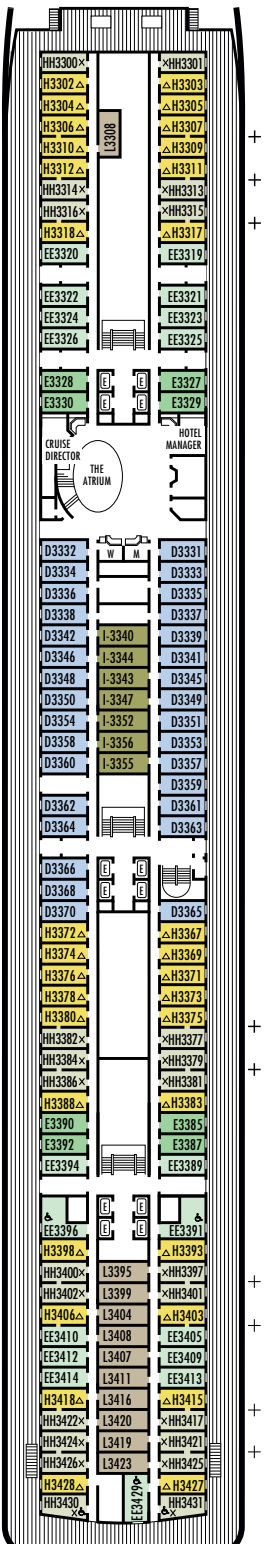 HH3300× ×HH3301
H3302△ △H3303
H3304△ △H3305
H3306△ L3308 △H3307
H3310△ △H3309
H3312△ △H3311
HH3314× ×HH3313
HH3316× ×HH3315
H3318△ △H3317
EE3320 EE3319
EE3322 EE3321
EE3324 EE3323
EE3326 EE3325
E3328 E E E3327
E3330 E E E3329
CRUISE DIRECTOR
THE ATRIUM
HOTEL MANAGER
W M
D3332 D3331
D3334 D3333
D3336 D3335
D3338 D3337
D3342 I-3340 D3339
D3346 I-3344 D3341
D3348 I-3343 D3345
D3350 I-3347 D3349
D3354 I-3352 D3351
D3358 I-3356 D3353
D3360 I-3355 D3357
D3359
D3362 D3361
D3364 D3363
D3366 E E
D3368 E E
D3370 D3365
H3372△ △H3367
H3374△ △H3369
H3376△ △H3371
H3378△ △H3373
H3380△ △H3375
HH3382× ×HH3377
HH3384× ×HH3379
HH3386× ×HH3381
H3388△ △H3383
E3390 E3385
E3392 E3387
EE3394 EE3389
E E
EE3396 E E EE3391
H3398△ △H3393
HH3400× L3395 ×HH3397
HH3402× L3399 ×HH3401
H3406△ L3404 △H3403
EE3410 L3408 EE3405
EE3412 L3407 EE3409
EE3414 L3411 EE3413
H3418△ L3416 △H3415
HH3422× L3420 ×HH3417
HH3424× L3419 ×HH3421
HH3426× L3423 ×HH3425
H3428△ EE3429 △H3427
HH3430 × × HH3431